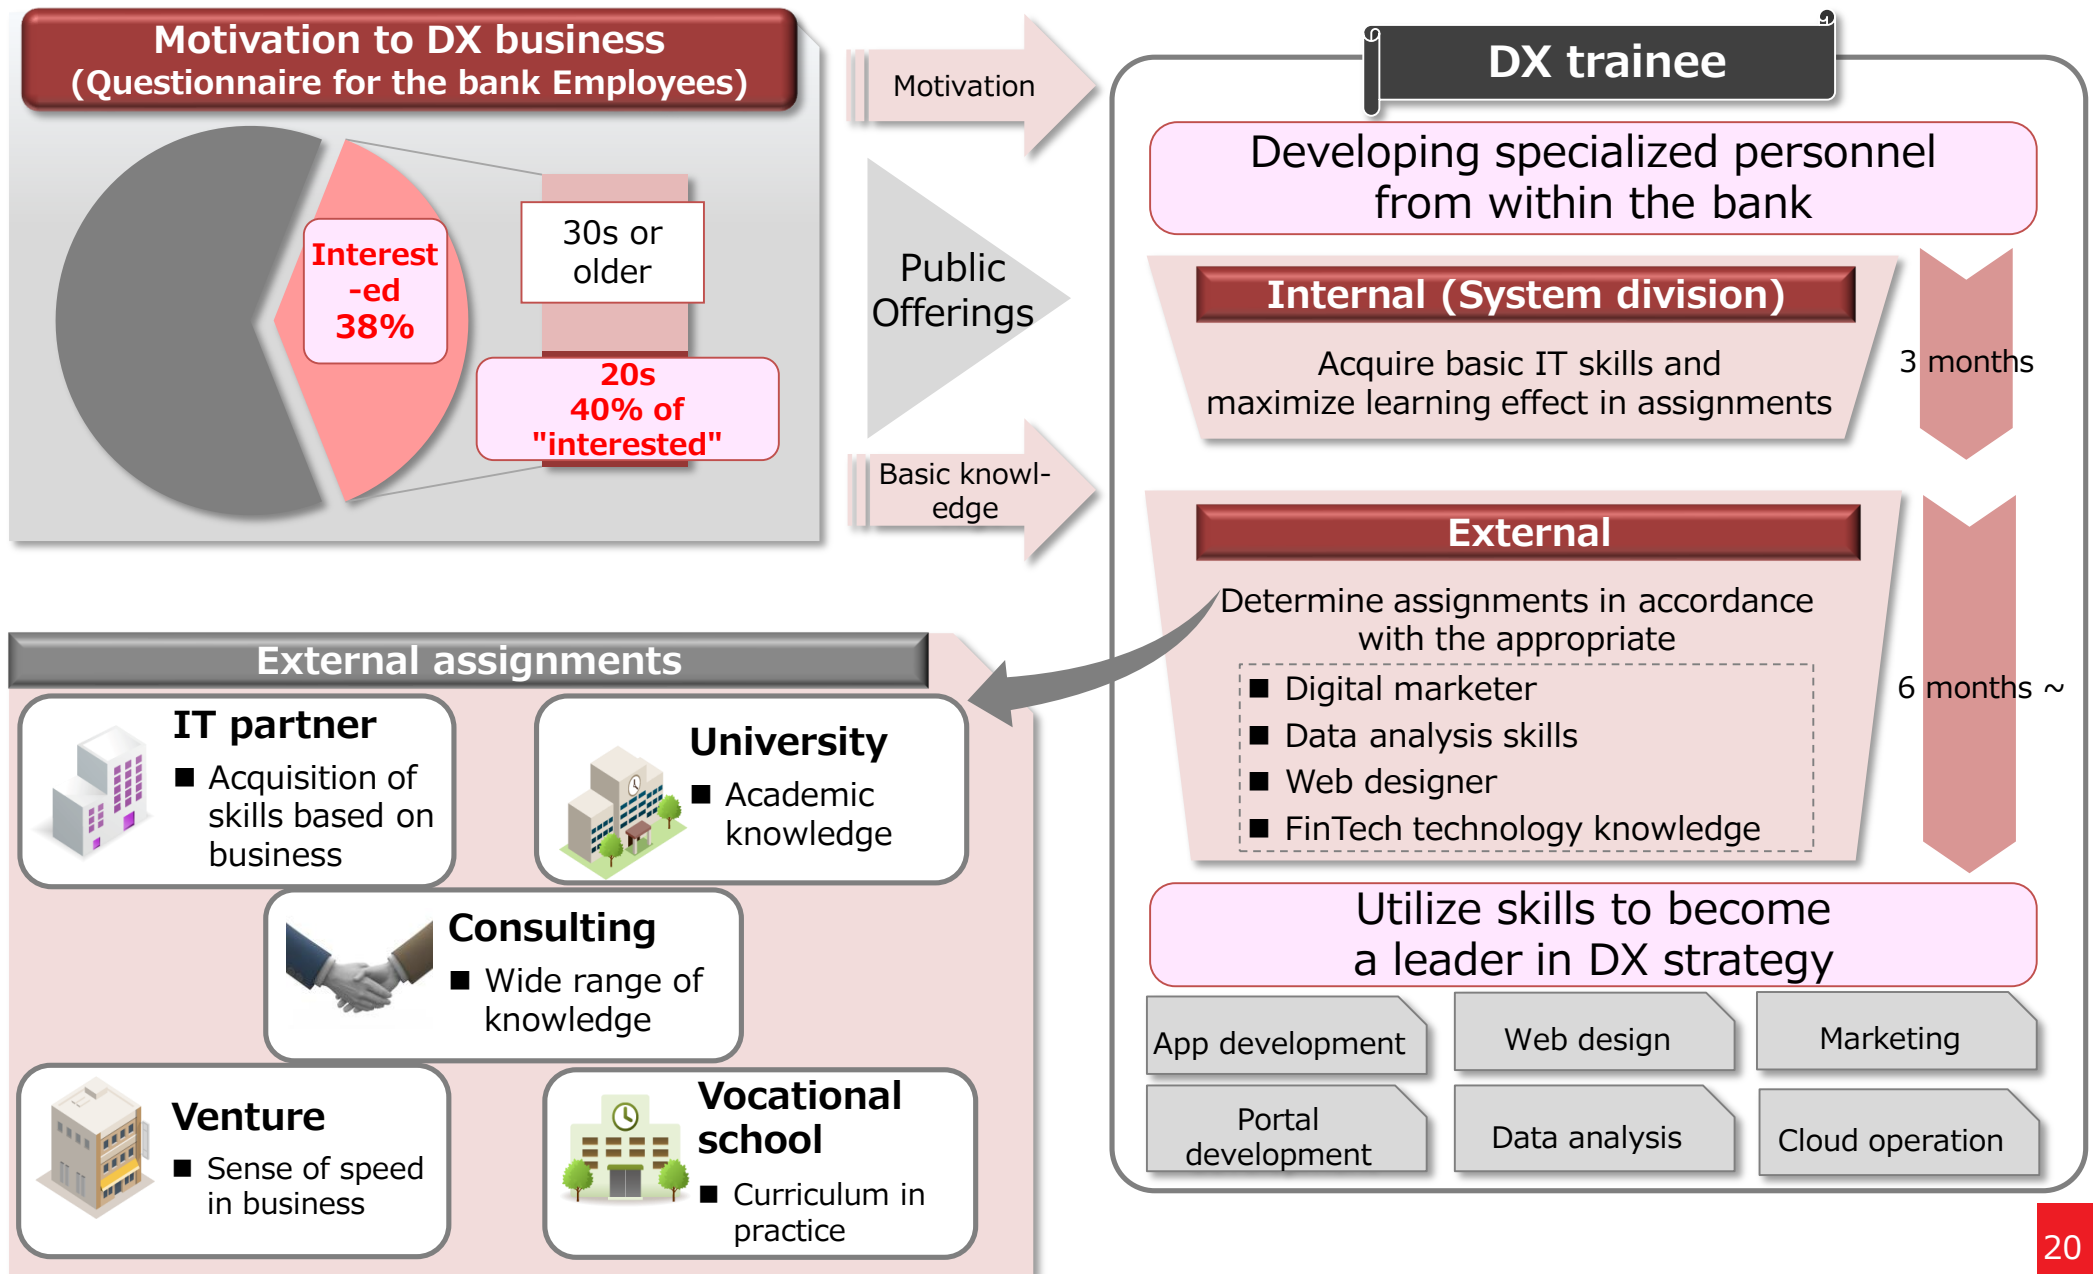 Motivation to DX business
(Questionnaire for the bank Employees)
Interest
-ed
38%
30s or
older
20s
40% of
"interested"
Motivation
Public
Offerings
Basic knowl-
edge
DX trainee
Developing specialized personnel
from within the bank
Internal (System division)
Acquire basic IT skills and
maximize learning effect in assignments
3 months
External
Determine assignments in accordance
with the appropriate
■ Digital marketer
■ Data analysis skills
■ Web designer
■ FinTech technology knowledge
6 months ~
Utilize skills to become
a leader in DX strategy
App development
Web design
Marketing
Portal
development
Data analysis
Cloud operation
External assignments
IT partner
■ Acquisition of
skills based on
business
University
■ Academic
knowledge
Consulting
■ Wide range of
knowledge
Venture
■ Sense of speed
in business
Vocational
school
■ Curriculum in
practice
20